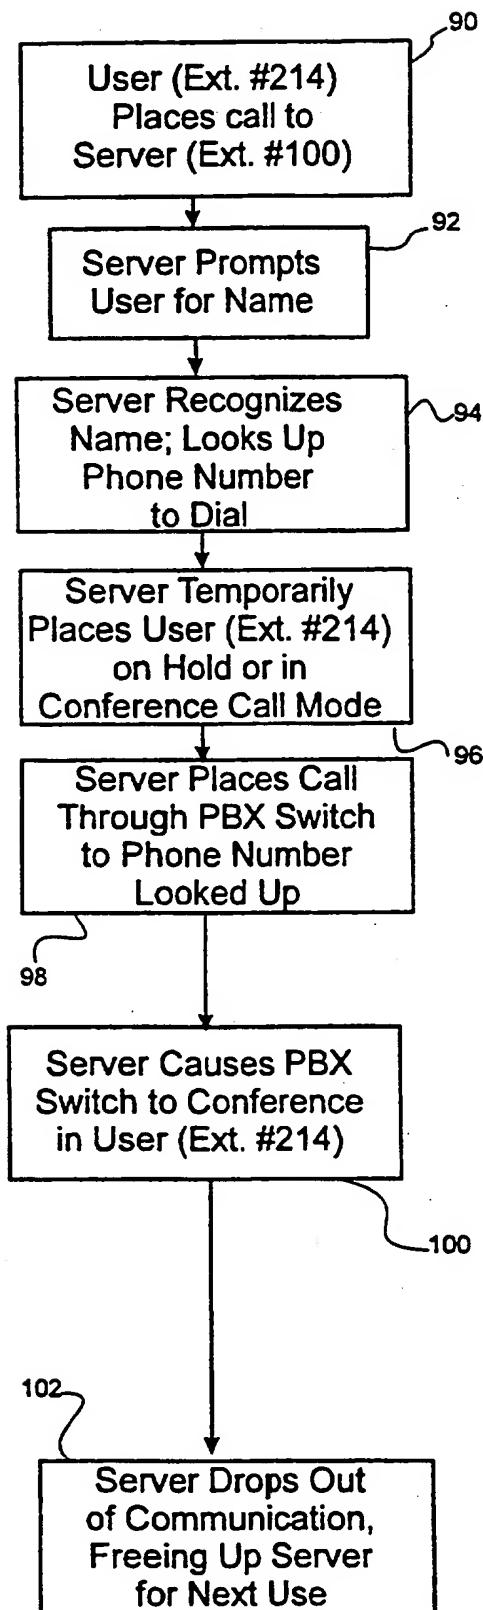 90
User (Ext. #214)
Places call to
Server (Ext. #100)
92
Server Prompts
User for Name
94
Server Recognizes
Name; Looks Up
Phone Number
to Dial
Server Temporarily
Places User (Ext. #214)
on Hold or in
Conference Call Mode
96
Server Places Call
Through PBX Switch
to Phone Number
Looked Up
98
Server Causes PBX
Switch to Conference
in User (Ext. #214)
100
102
Server Drops Out
of Communication,
Freeing Up Server
for Next Use